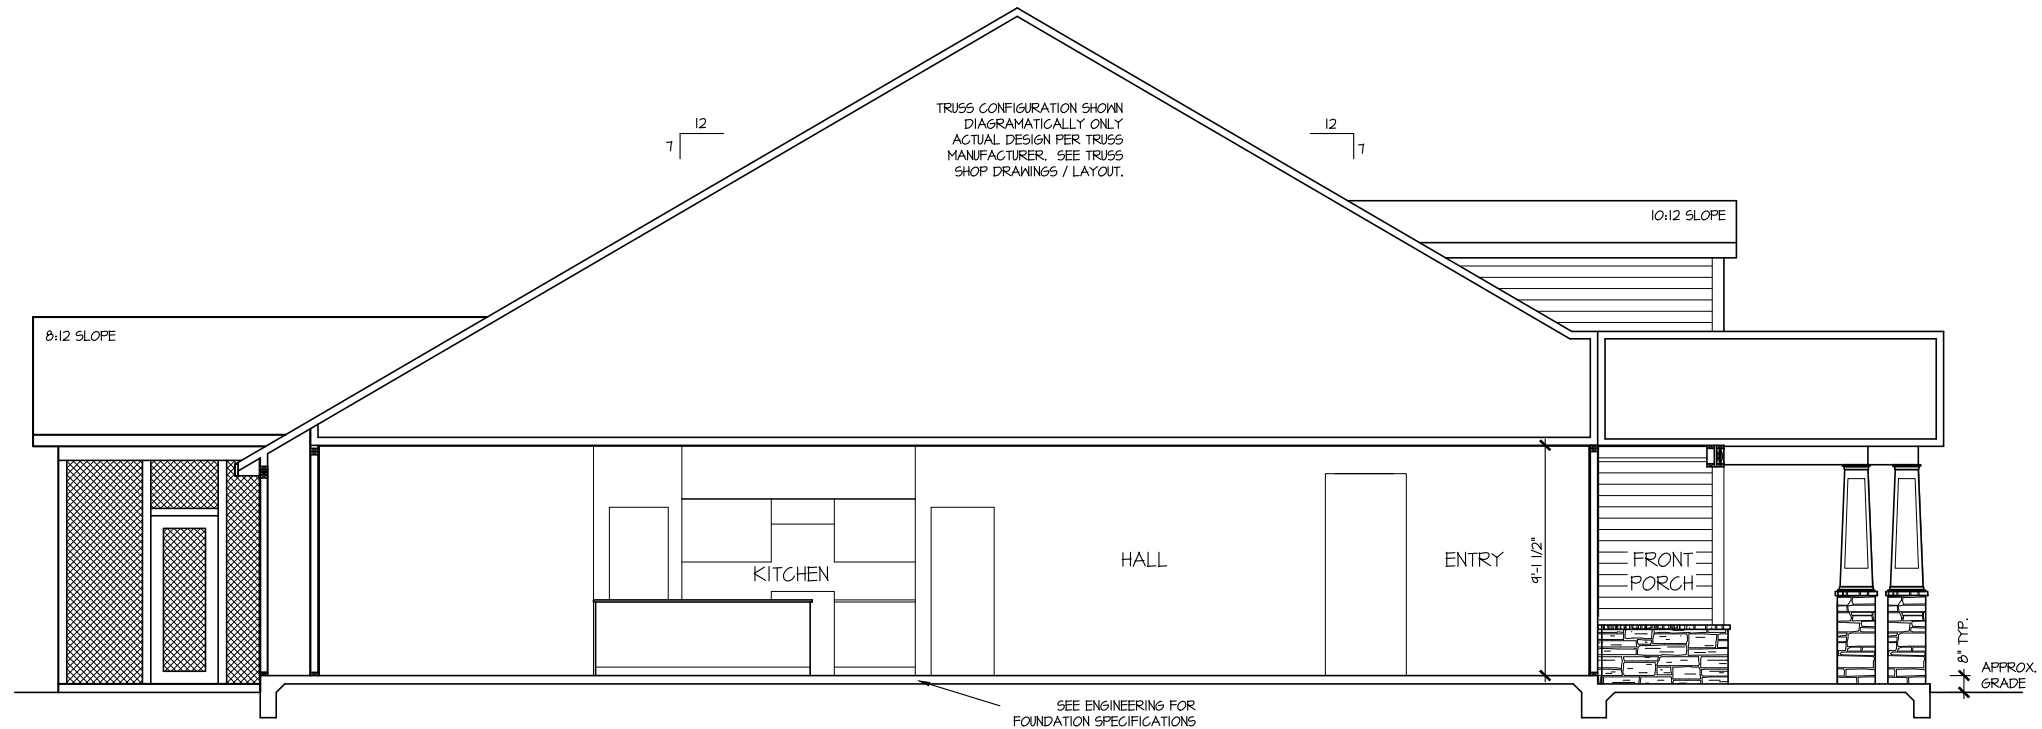 TRUSS CONFIGURATION SHOWN
DIAGRAMATICALLY ONLY
ACTUAL DESIGN PER TRUSS
MANUFACTURER. SEE TRUSS
SHOP DRAWINGS / LAYOUT.
12
7
12
7
10:12 SLOPE
8:12 SLOPE
KITCHEN
HALL
ENTRY
9'-1 1/2"
FRONT
PORCH
8" TYP.
APPROX.
GRADE
SEE ENGINEERING FOR
FOUNDATION SPECIFICATIONS